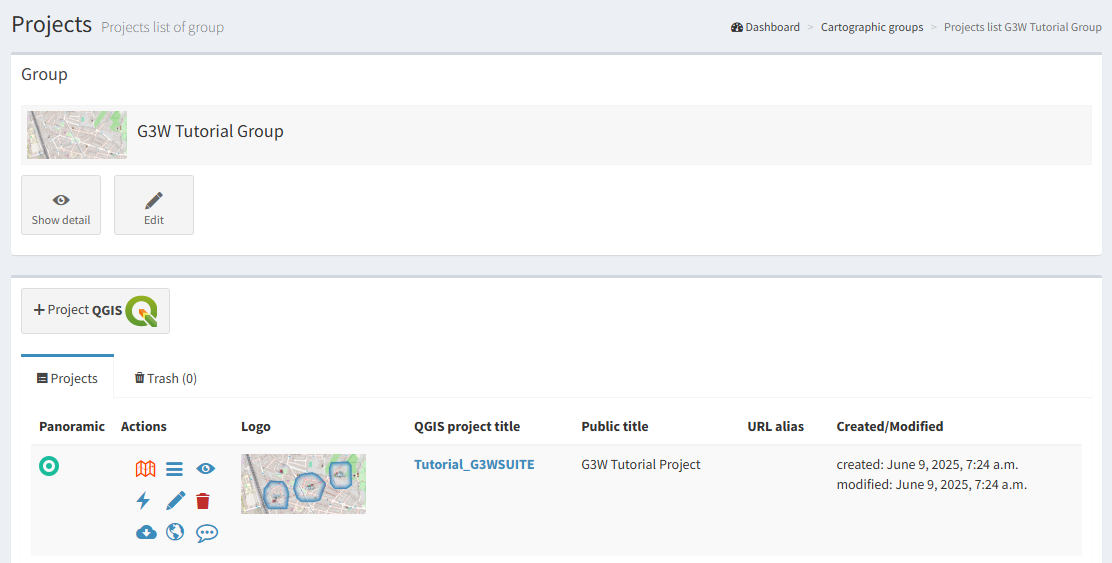 Projects Projects list of group
Dashboard > Cartographic groups > Projects list G3W Tutorial Group
Group
G3W Tutorial Group
Show detail
Edit
+ Project QGIS
Projects
Trash (0)
Panoramic Actions Logo QGIS project title Public title URL alias Created/Modified
Tutorial_G3WSUITE G3W Tutorial Project created: June 9, 2025, 7:24 a.m.
modified: June 9, 2025, 7:24 a.m.